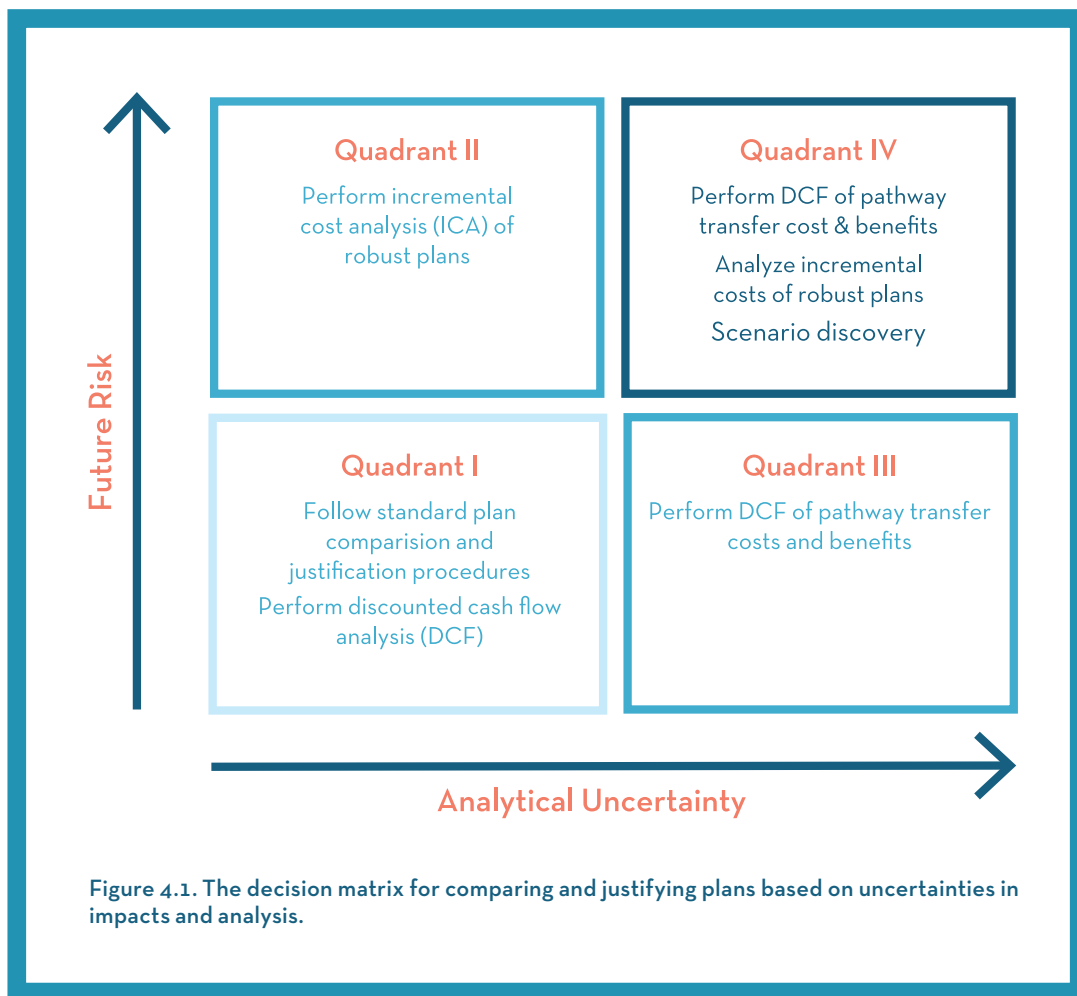 Quadrant II
Perform incremental
cost analysis (ICA) of
robust plans
Quadrant IV
Perform DCF of pathway
transfer cost & benefits
Analyze incremental
costs of robust plans
Scenario discovery
Future Risk
Quadrant I
Follow standard plan
comparision and
justification procedures
Perform discounted cash flow
analysis (DCF)
Quadrant III
Perform DCF of pathway transfer
costs and benefits
Analytical Uncertainty
Figure 4.1. The decision matrix for comparing and justifying plans based on uncertainties in
impacts and analysis.